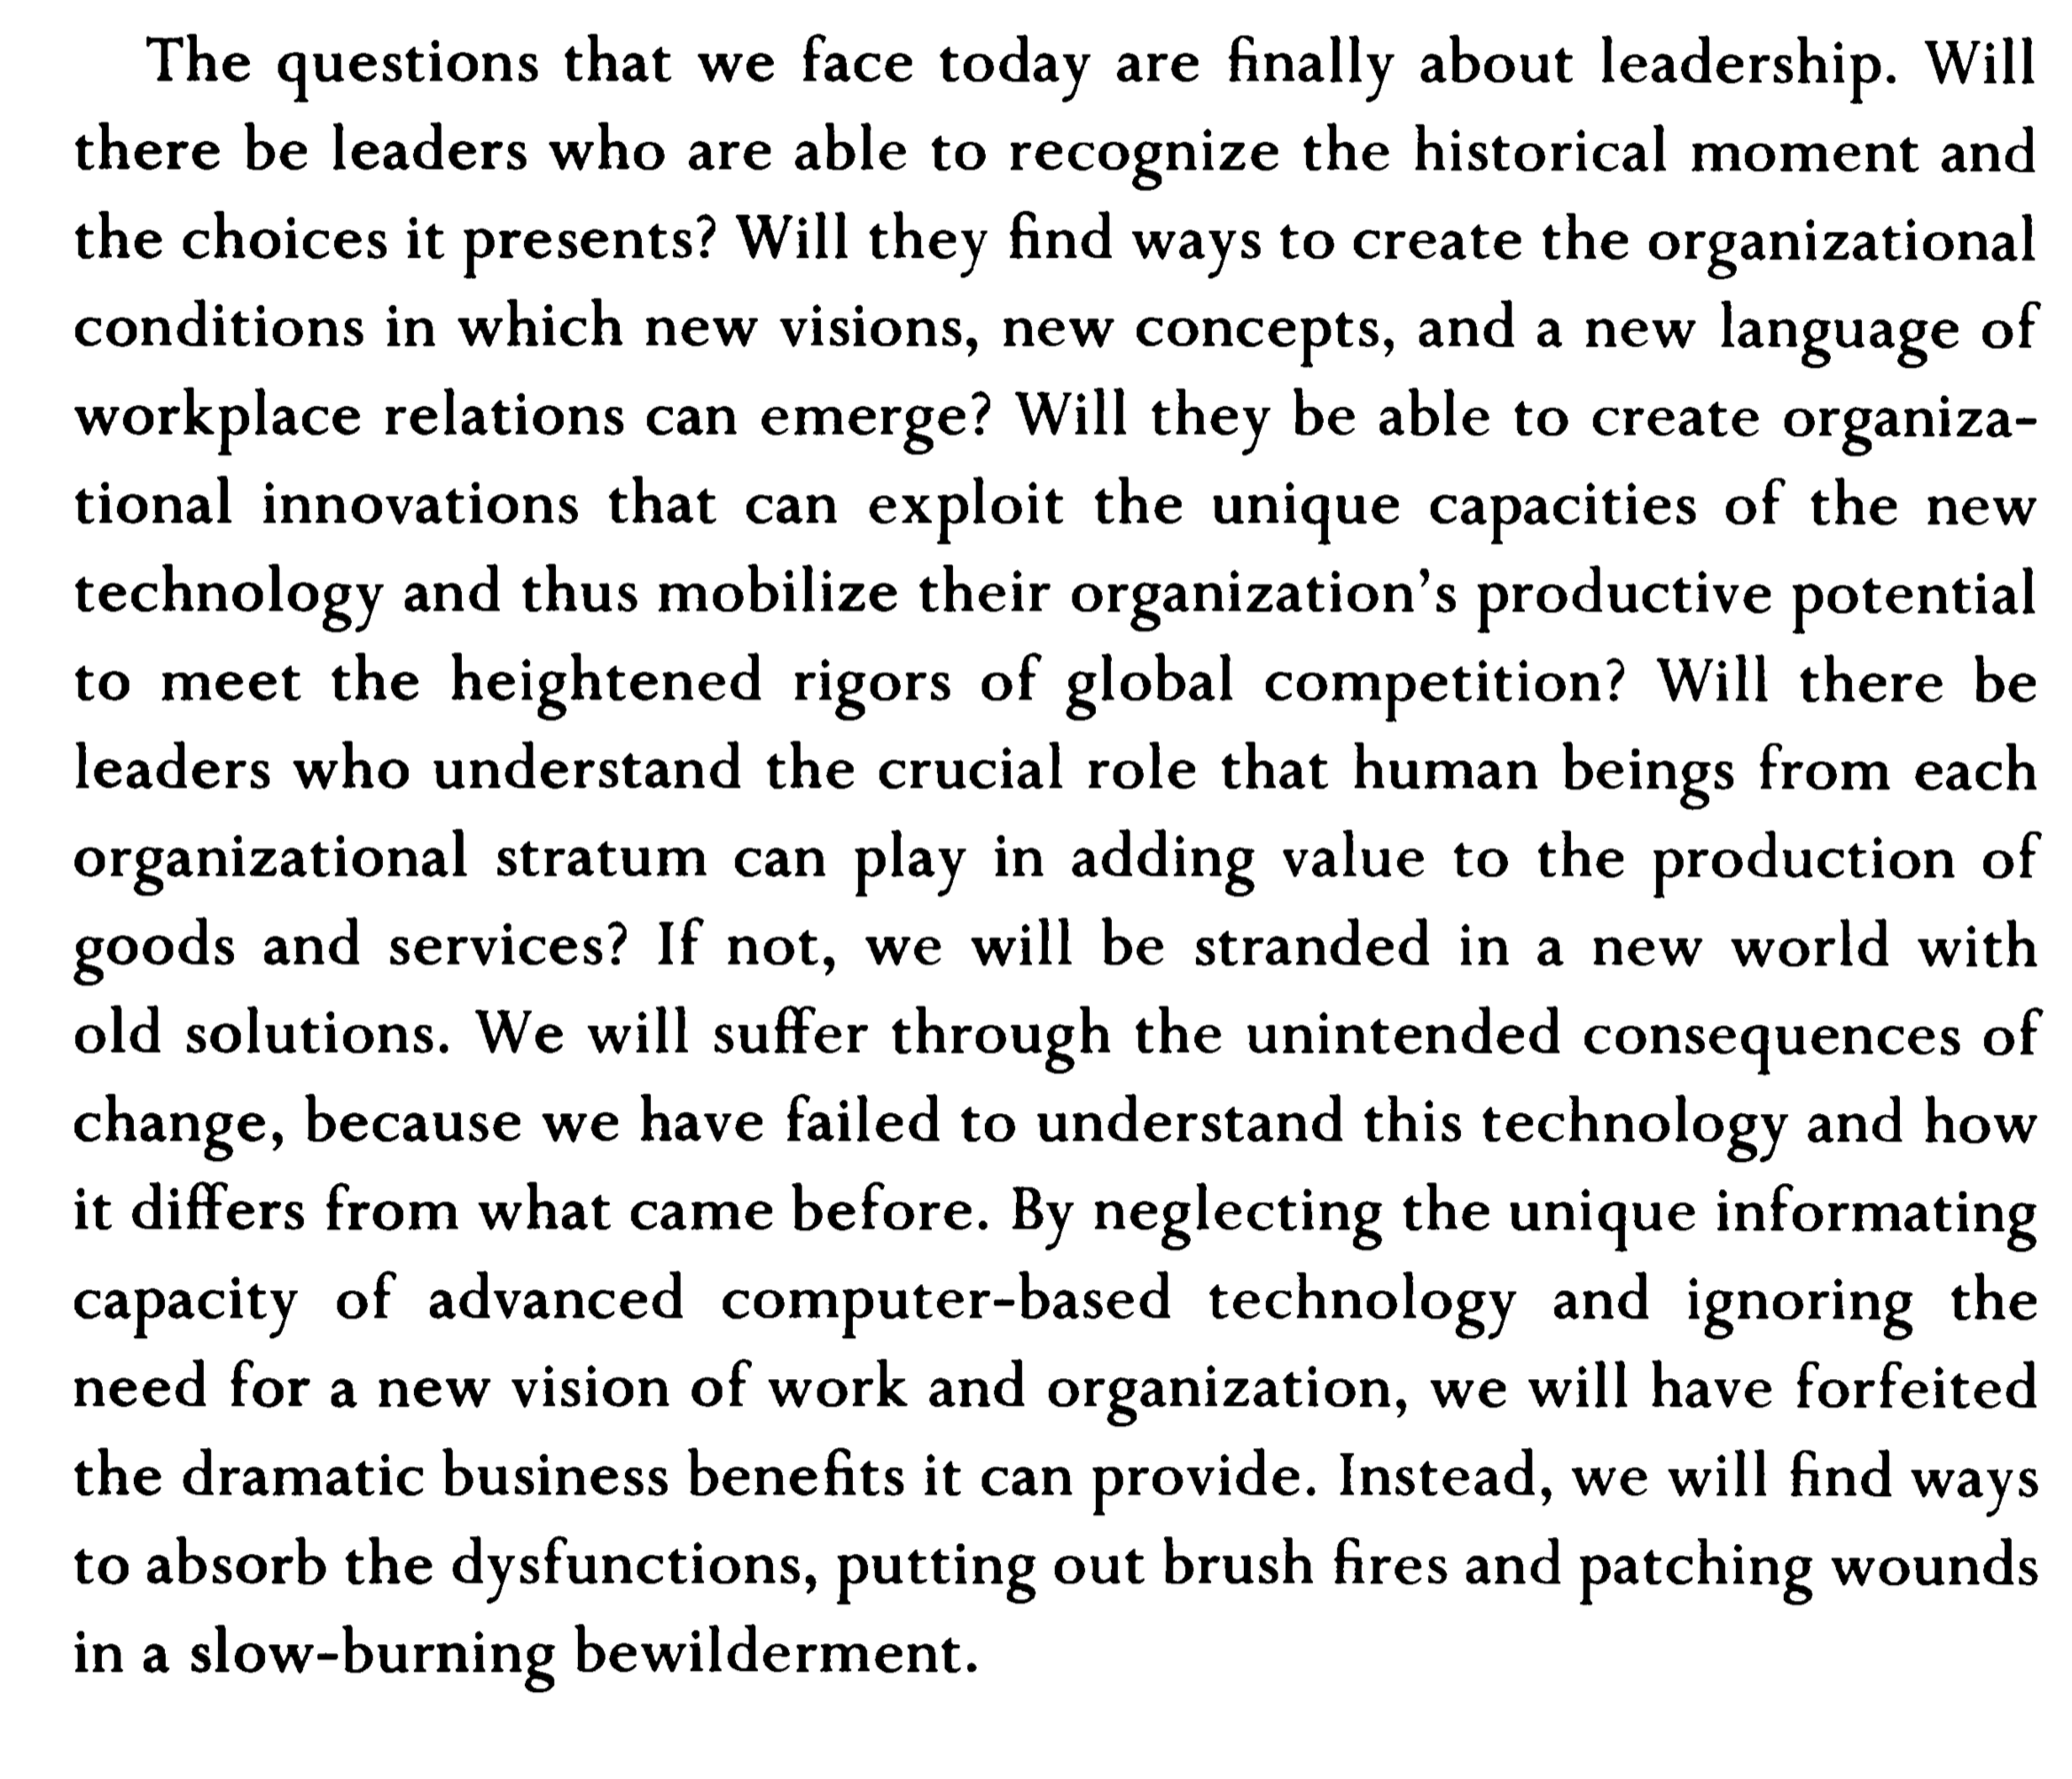 The questions that we face today are finally about leadership. Will
there be leaders who are able to recognize the historical moment and
the choices it presents? Will they find ways to create the organizational
conditions in which new visions, new concepts, and a new language of
workplace relations can emerge? Will they be able to create organiza-
tional innovations that can exploit the unique capacities of the new
technology and thus mobilize their organization’s productive potential
to meet the heightened rigors of global competition? Will there be
leaders who understand the crucial role that human beings from each
organizational stratum can play in adding value to the production of
goods and services? If not, we will be stranded in a new world with
old solutions. We will suffer through the unintended consequences of
change, because we have failed to understand this technology and how
it differs from what came before. By neglecting the unique informating
capacity of advanced computer-based technology and ignoring the
need for a new vision of work and organization, we will have forfeited
the dramatic business benefits it can provide. Instead, we will find ways
to absorb the dysfunctions, putting out brush fires and patching wounds
in a slow-burning bewilderment.